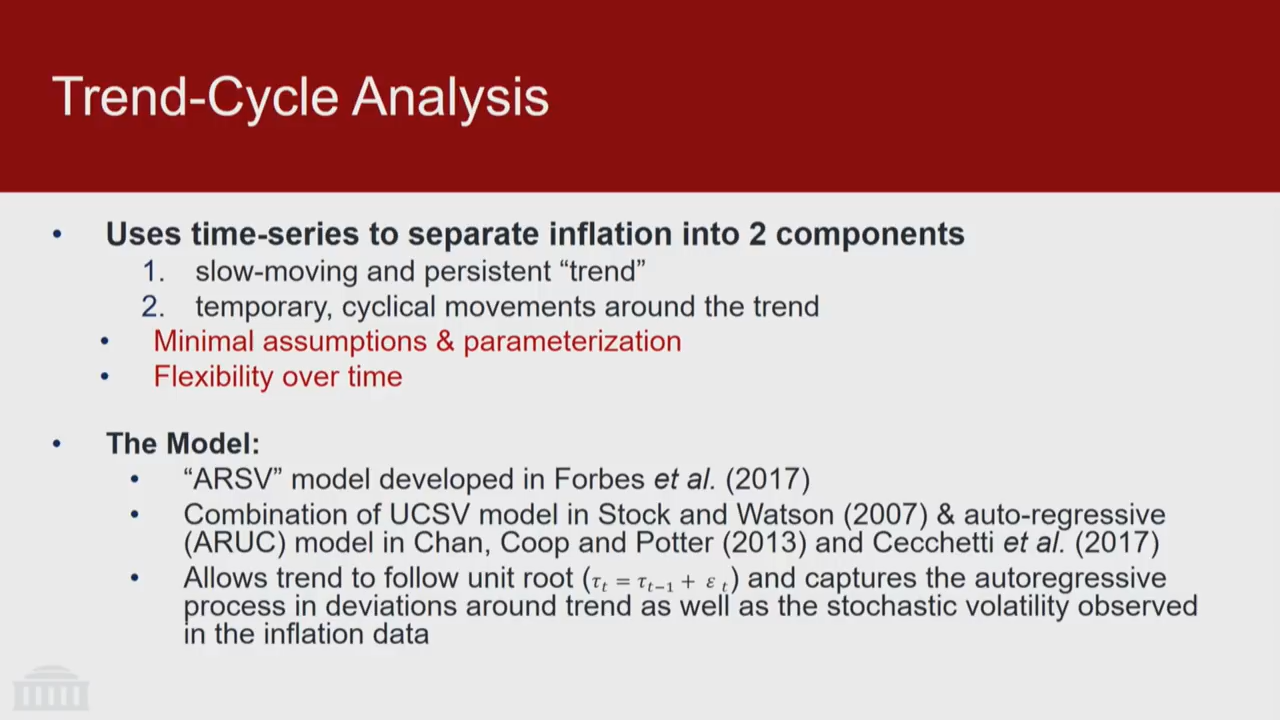 Trend-Cycle Analysis
• Uses time-series to separate inflation into 2 components
1. slow-moving and persistent “trend”
2. temporary, cyclical movements around the trend
• Minimal assumptions & parameterization
• Flexibility over time
• The Model:
• “ARSV” model developed in Forbes et al. (2017)
• Combination of UCSV model in Stock and Watson (2007) & auto-regressive
(ARUC) model in Chan, Coop and Potter (2013) and Cecchetti et al. (2017)
• Allows trend to follow unit root (τₜ = τₜ₋₁ + ε ₜ) and captures the autoregressive
process in deviations around trend as well as the stochastic volatility observed
in the inflation data